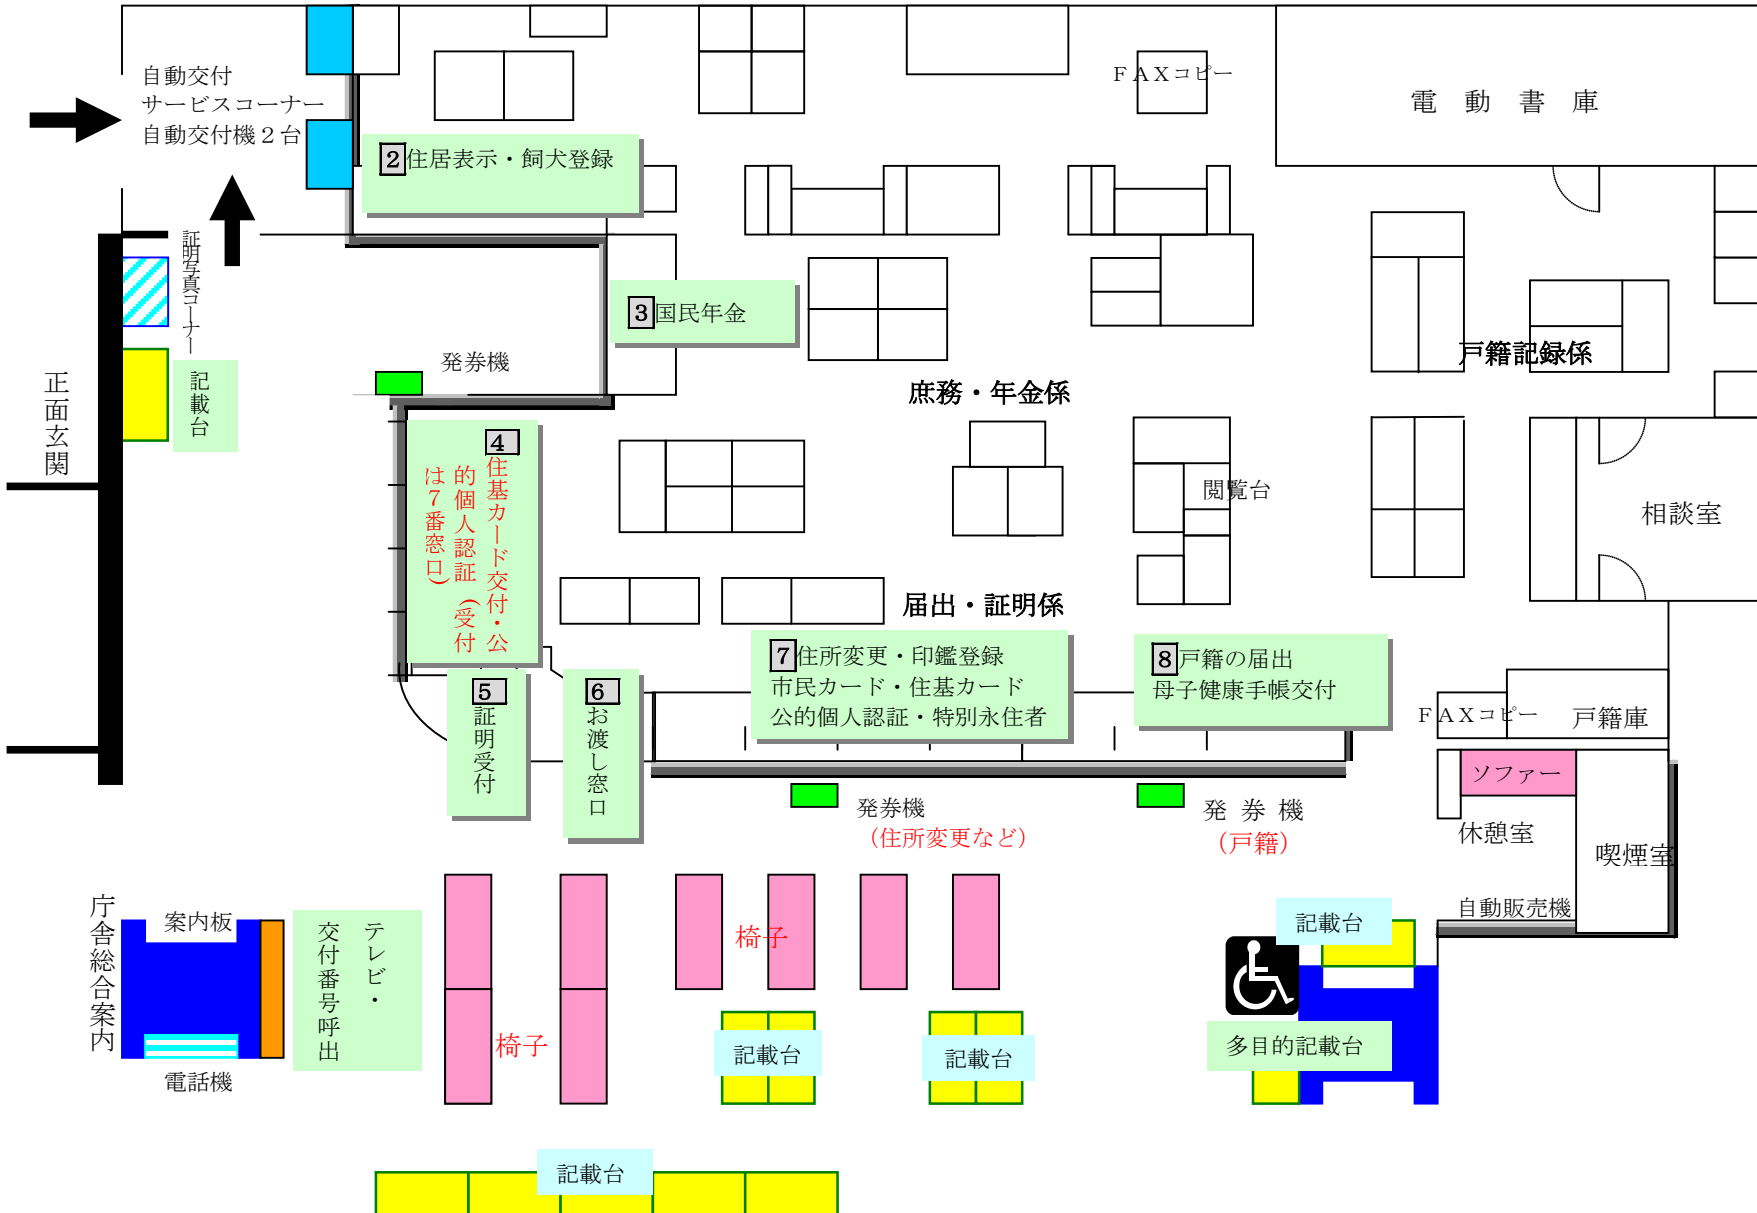 自動交付
サービスコーナー
自動交付機２台
ＦＡＸコピー
電動書庫
2住居表示・飼犬登録
証明写真コーナー
3国民年金
発券機
記載台
正面玄関
戸籍記録係
庶務・年金係
4住基カード交付・公
的個人認証（受付
は７番窓口）
閲覧台
相談室
届出・証明係
5証明受付
6お渡し窓口
7住所変更・印鑑登録
市民カード・住基カード
公的個人認証・特別永住者
8戸籍の届出
母子健康手帳交付
ＦＡＸコピー
戸籍庫
ソファー
休憩室
喫煙室
自動販売機
発券機
（住所変更など）
発券機
（戸籍）
庁舎総合案内
案内板
電話機
テレビ・
交付番号呼出
椅子
椅子
記載台
記載台
記載台
多目的記載台
記載台